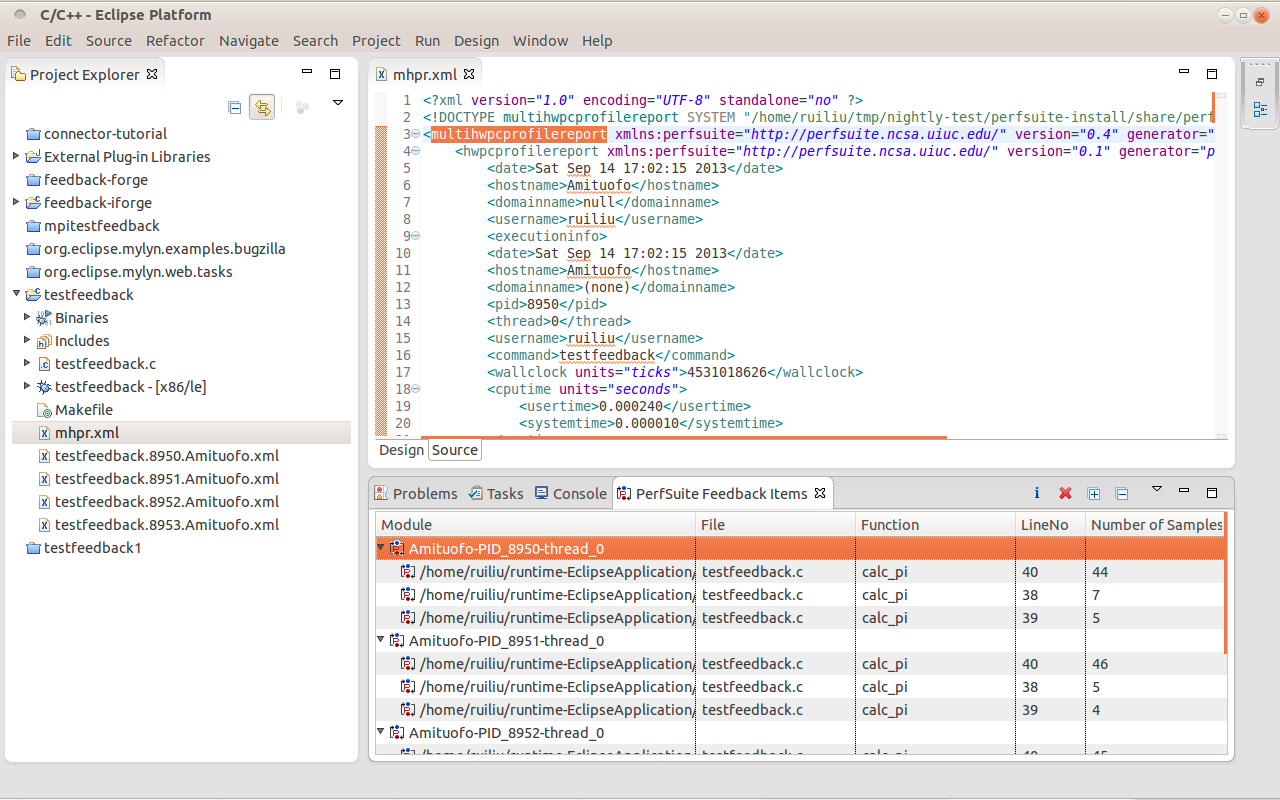 C/C++ - Eclipse Platform
File Edit Source Refactor Navigate Search Project Run Design Window Help
Project Explorer
connector-tutorial
External Plug-in Libraries
feedback-forge
feedback-iforge
mpitestfeedback
org.eclipse.mylyn.examples.bugzilla
org.eclipse.mylyn.web.tasks
testfeedback
Binaries
Includes
testfeedback.c
testfeedback - [x86/le]
Makefile
mhpr.xml
testfeedback.8950.Amituofo.xml
testfeedback.8951.Amituofo.xml
testfeedback.8952.Amituofo.xml
testfeedback.8953.Amituofo.xml
testfeedback1
mhpr.xml
1 <?xml version="1.0" encoding="UTF-8" standalone="no" ?>
2 <!DOCTYPE multihwpcprofilereport SYSTEM "/home/ruiliu/tmp/nightly-test/perfsuite-install/share/perf
3 <multihwpcprofilereport xmlns:perfsuite="http://perfsuite.ncsa.uiuc.edu/" version="0.4" generator="
4 <hwpcprofilereport xmlns:perfsuite="http://perfsuite.ncsa.uiuc.edu/" version="0.1" generator="p
5 <date>Sat Sep 14 17:02:15 2013</date>
6 <hostname>Amituofo</hostname>
7 <domainname>null</domainname>
8 <username>ruiliu</username>
9 <executioninfo>
10 <date>Sat Sep 14 17:02:15 2013</date>
11 <hostname>Amituofo</hostname>
12 <domainname>(none)</domainname>
13 <pid>8950</pid>
14 <thread>0</thread>
15 <username>ruiliu</username>
16 <command>testfeedback</command>
17 <wallclock units="ticks">4531018626</wallclock>
18 <cputime units="seconds">
19 <usertime>0.000240</usertime>
20 <systemtime>0.000010</systemtime>
Design Source
Problems Tasks Console PerfSuite Feedback Items
Module File Function LineNo Number of Samples
Amituofo-PID_8950-thread_0
/home/ruiliu/runtime-EclipseApplication/ testfeedback.c calc_pi 40 44
/home/ruiliu/runtime-EclipseApplication/ testfeedback.c calc_pi 38 7
/home/ruiliu/runtime-EclipseApplication/ testfeedback.c calc_pi 39 5
Amituofo-PID_8951-thread_0
/home/ruiliu/runtime-EclipseApplication/ testfeedback.c calc_pi 40 46
/home/ruiliu/runtime-EclipseApplication/ testfeedback.c calc_pi 38 5
/home/ruiliu/runtime-EclipseApplication/ testfeedback.c calc_pi 39 4
Amituofo-PID_8952-thread_0